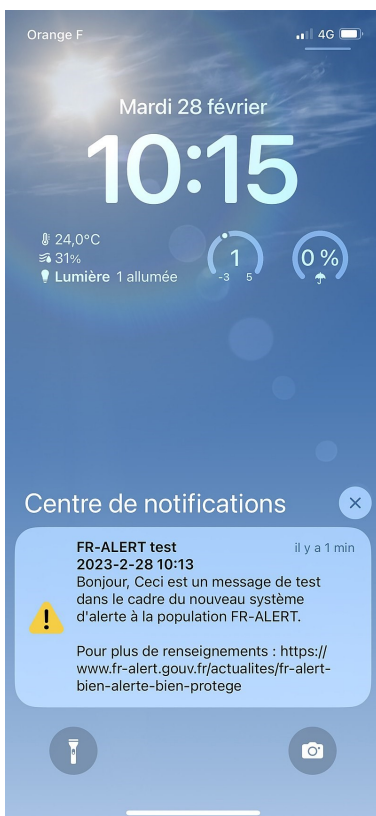 Orange F
4G
Mardi 28 février
10:15
24,0°C
31%
Lumière 1 allumée
1
-3 5
0 %
Centre de notifications
FR-ALERT test il y a 1 min
2023-2-28 10:13
Bonjour, Ceci est un message de test
dans le cadre du nouveau système
d'alerte à la population FR-ALERT.
Pour plus de renseignements : https://
www.fr-alert.gouv.fr/actualites/fr-alert-
bien-alerte-bien-protege